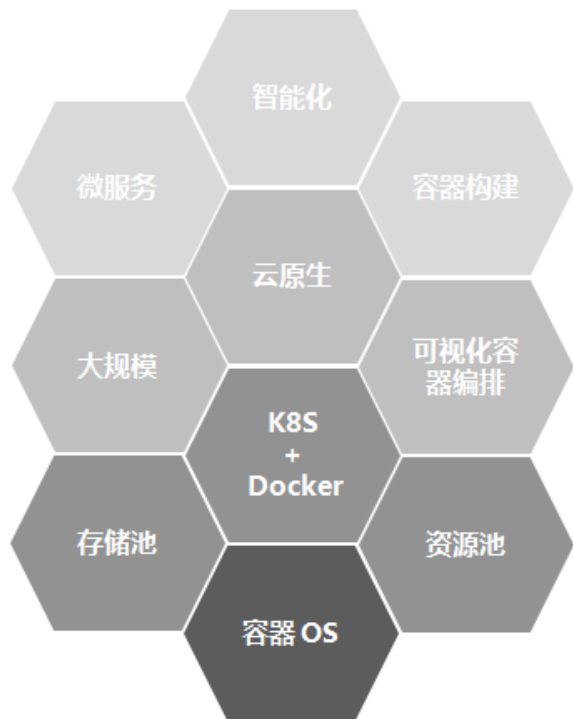 智能化
微服务
容器构建
云原生
大规模
可视化容
器编排
K8S
+
Docker
存储池
资源池
容器 OS